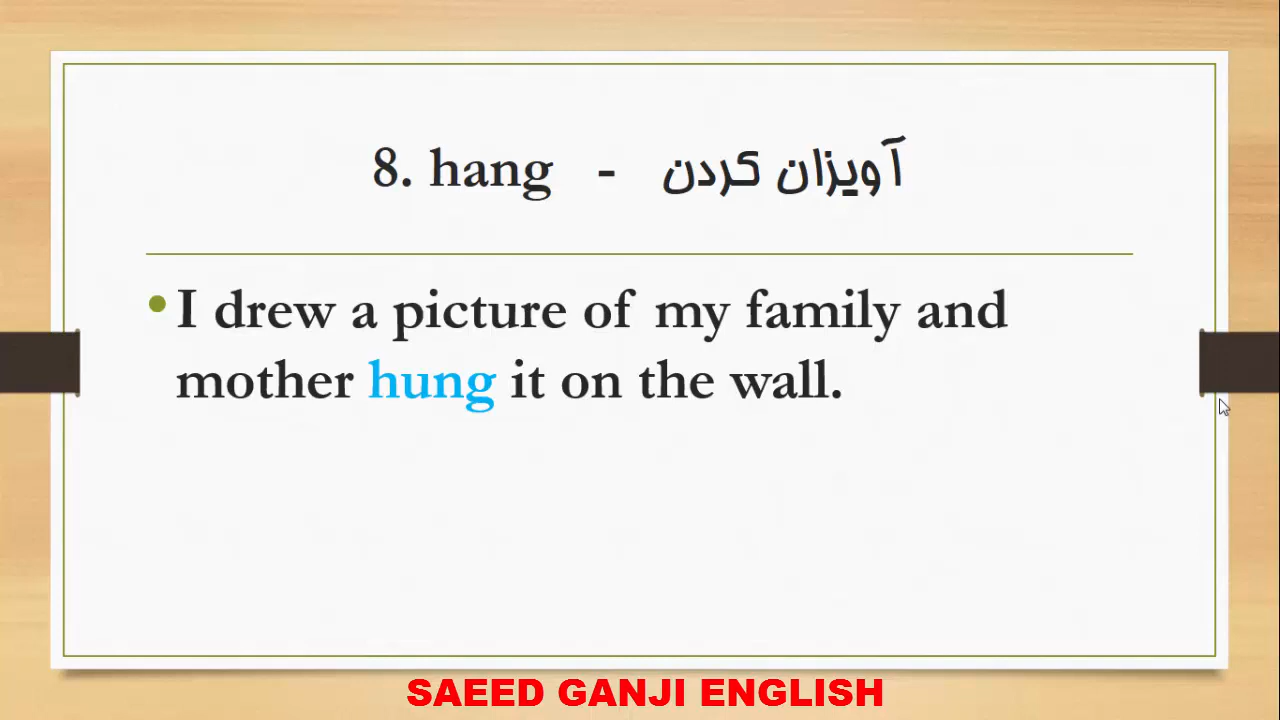 8. hang - آویزان کردن
• I drew a picture of my family and
mother hung it on the wall.
SAEED GANJI ENGLISH